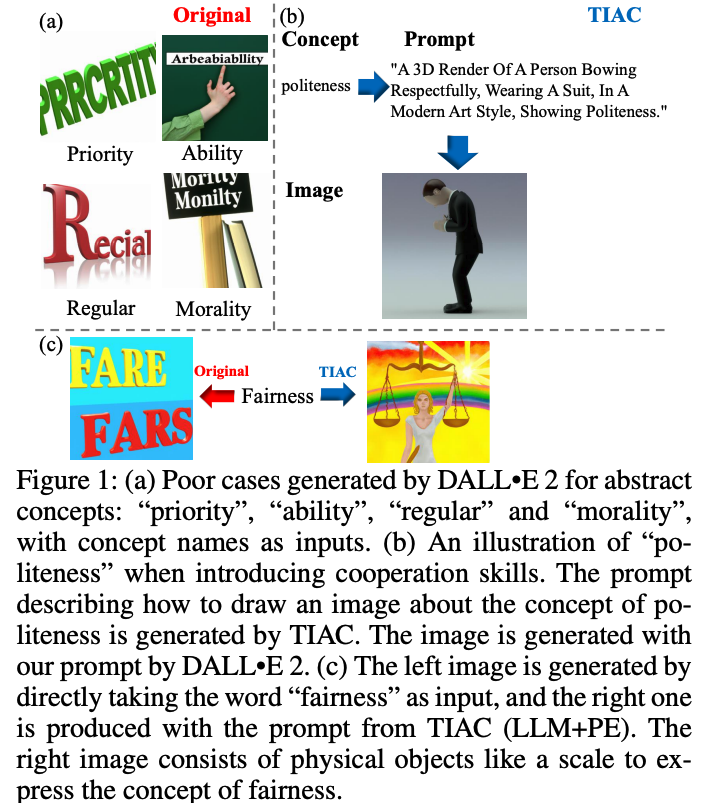 (a)
Original
PRRCRTIT
Arbeabiabllity
Priority
Ability
Recial
Moritty
Monilty
Regular
Morality
(b)
TIAC
Concept
Prompt
politeness
"A 3D Render Of A Person Bowing
Respectfully, Wearing A Suit, In A
Modern Art Style, Showing Politeness."
Image
(c)
FARE
FARS
Original
Fairness
TIAC
Figure 1: (a) Poor cases generated by DALL•E 2 for abstract
concepts: “priority”, “ability”, “regular” and “morality”,
with concept names as inputs. (b) An illustration of “po-
liteness” when introducing cooperation skills. The prompt
describing how to draw an image about the concept of po-
liteness is generated by TIAC. The image is generated with
our prompt by DALL•E 2. (c) The left image is generated by
directly taking the word “fairness” as input, and the right one
is produced with the prompt from TIAC (LLM+PE). The
right image consists of physical objects like a scale to ex-
press the concept of fairness.